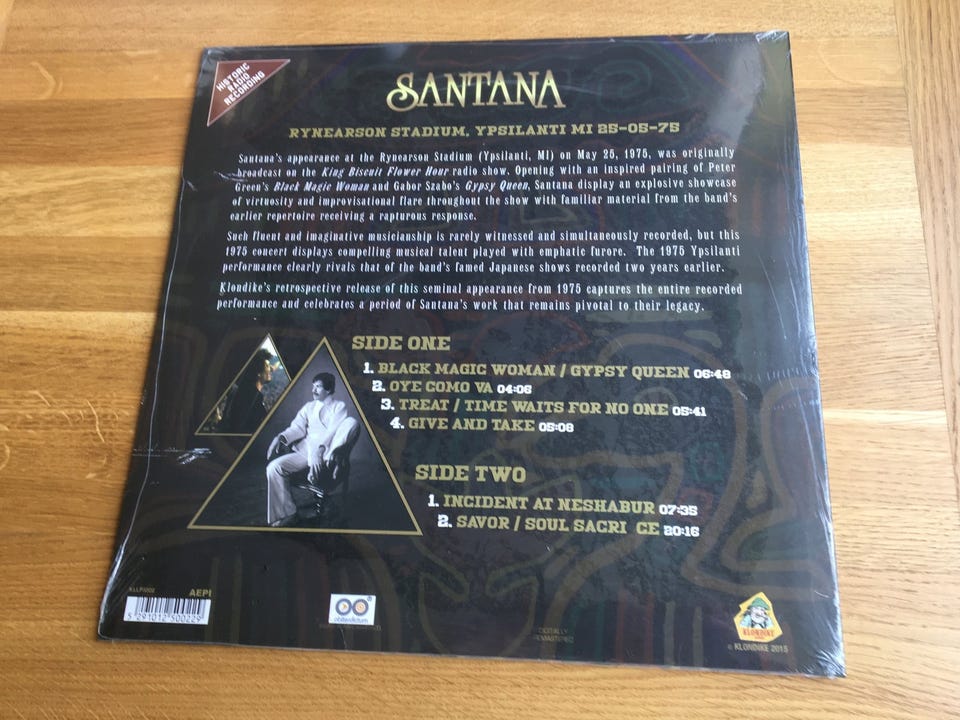 HISTORIC
RADIO
RECORDING
SANTANA
RYNEARSON STADIUM, YPSILANTI MI 25-05-75
Santana's appearance at the Rynearson Stadium (Ypsilanti, MI) on May 25, 1975, was originally
broadcast on the King Biscuit Flower Hour radio show. Opening with an inspired pairing of Peter
Green's Black Magic Woman and Gabor Szabo's Gypsy Queen, Santana display an explosive showcase
of virtuosity and improvisational flare throughout the show with familiar material from the band's
earlier repertoire receiving a rapturous response.
Such fluent and imaginative musicianship is rarely witnessed and simultaneously recorded, but this
1975 concert displays compelling musical talent played with emphatic furore. The 1975 Ypsilanti
performance clearly rivals that of the band's famed Japanese shows recorded two years earlier.
Klondike's retrospective release of this seminal appearance from 1975 captures the entire recorded
performance and celebrates a period of Santana's work that remains pivotal to their legacy.
SIDE ONE
1. BLACK MAGIC WOMAN / GYPSY QUEEN 06:48
2. OYE COMO VA 04:06
3. TREAT / TIME WAITS FOR NO ONE 05:41
4. GIVE AND TAKE 05:08
SIDE TWO
1. INCIDENT AT NESHABUR 07:35
2. SAVOR / SOUL SACRI CE 20:16
AEPI
5 291012 500229
DIGITALLY
REMASTERED
KLONDIKE
© KLONDIKE 2015